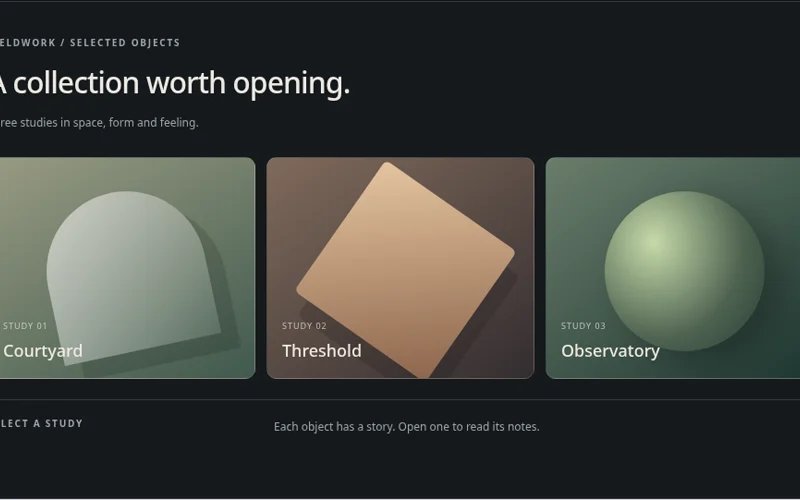 ELDWORK / SELECTED OBJECTS
A collection worth opening.
ree studies in space, form and feeling.
STUDY 01
Courtyard
STUDY 02
Threshold
STUDY 03
Observatory
LECT A STUDY
Each object has a story. Open one to read its notes.